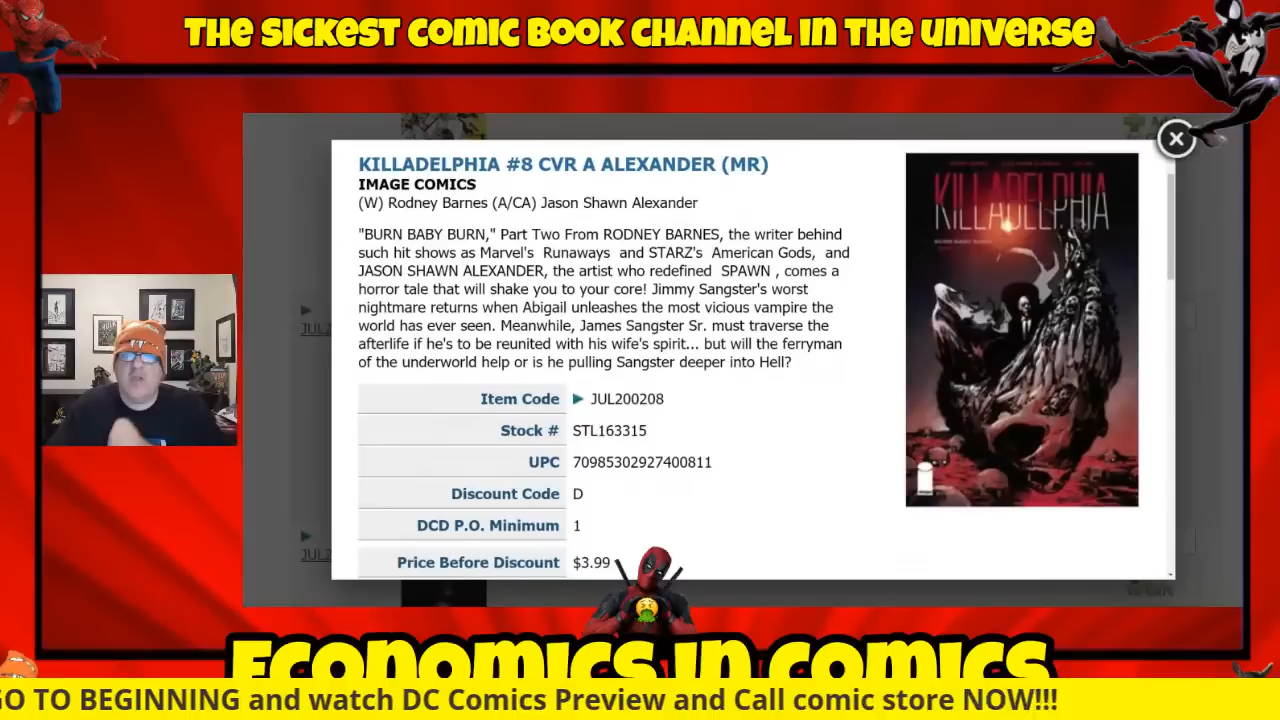 THE SICKEST COMIC BOOK CHANNEL IN THE UNIVERSE
KILLADELPHIA #8 CVR A ALEXANDER (MR)
IMAGE COMICS
(W) Rodney Barnes (A/CA) Jason Shawn Alexander
"BURN BABY BURN," Part Two From RODNEY BARNES, the writer behind
such hit shows as Marvel's Runaways and STARZ's American Gods, and
JASON SHAWN ALEXANDER, the artist who redefined SPAWN , comes a
horror tale that will shake you to your core! Jimmy Sangster's worst
nightmare returns when Abigail unleashes the most vicious vampire the
world has ever seen. Meanwhile, James Sangster Sr. must traverse the
afterlife if he's to be reunited with his wife's spirit... but will the ferryman
of the underworld help or is he pulling Sangster deeper into Hell?
Item Code JUL200208
Stock # STL163315
UPC 70985302927400811
Discount Code D
DCD P.O. Minimum 1
Price Before Discount $3.99
KILLADELPHIA
ECONOMICS IN COMICS
GO TO BEGINNING and watch DC Comics Preview and Call comic store NOW!!!